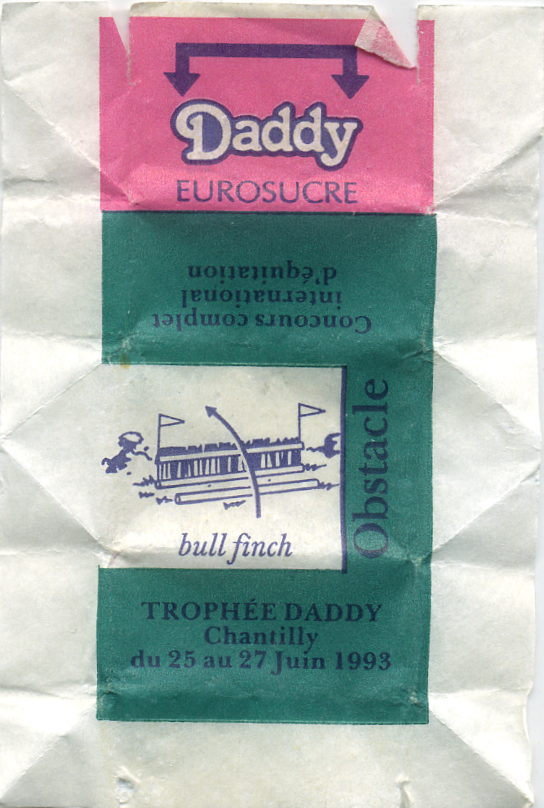 Daddy
EUROSUCRE
Concours complet
international
d'équitation
Obstacle
bull finch
TROPHÉE DADDY
Chantilly
du 25 au 27 Juin 1993